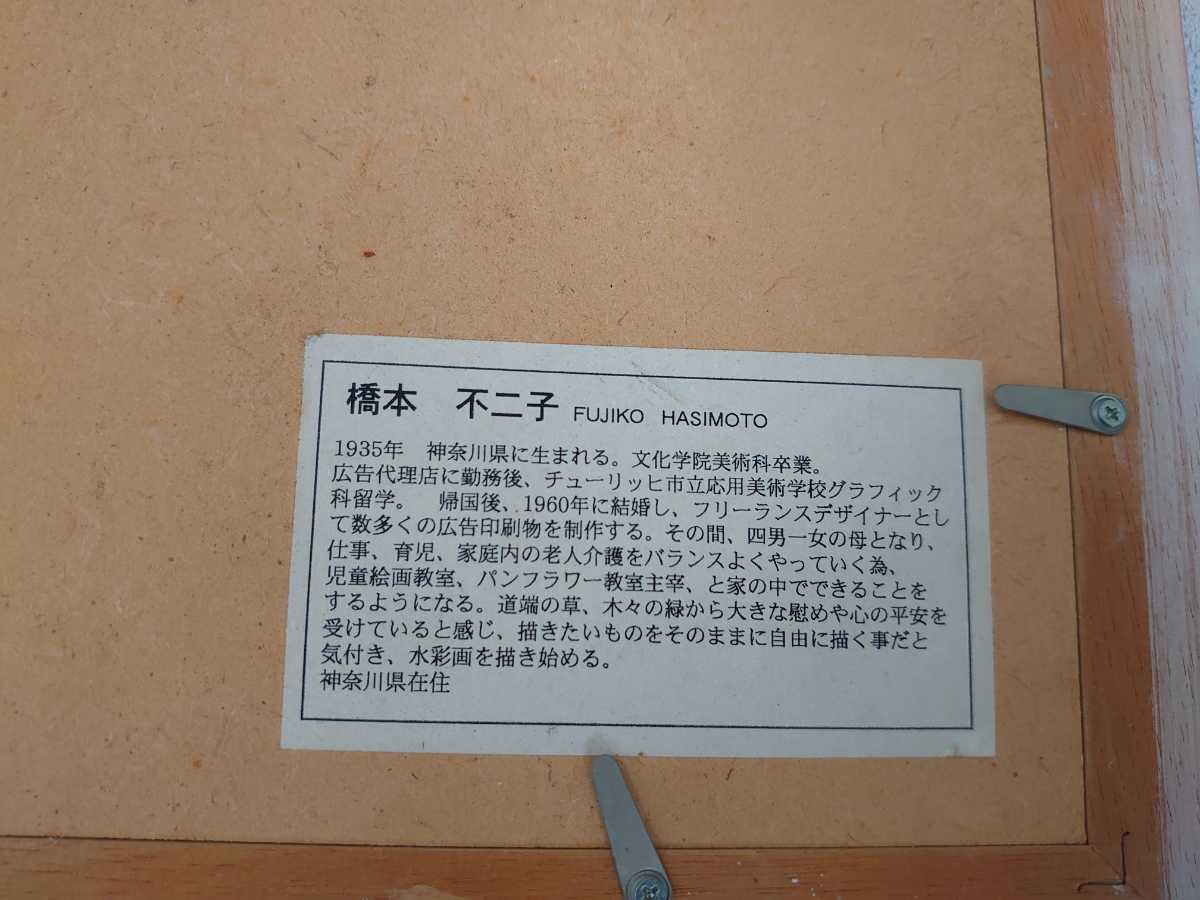 橋本　不二子 FUJIKO HASIMOTO
1935年　神奈川県に生まれる。文化学院美術科卒業。
広告代理店に勤務後、チューリッヒ市立応用美術学校グラフィック
科留学。　帰国後、1960年に結婚し、フリーランスデザイナーとし
て数多くの広告印刷物を制作する。その間、四男一女の母となり、
仕事、育児、家庭内の老人介護をバランスよくやっていく為、
児童絵画教室、パンフラワー教室主宰、と家の中でできることを
するようになる。道端の草、木々の緑から大きな慰めや心の平安を
受けていると感じ、描きたいものをそのままに自由に描く事だと
気付き、水彩画を描き始める。
神奈川県在住